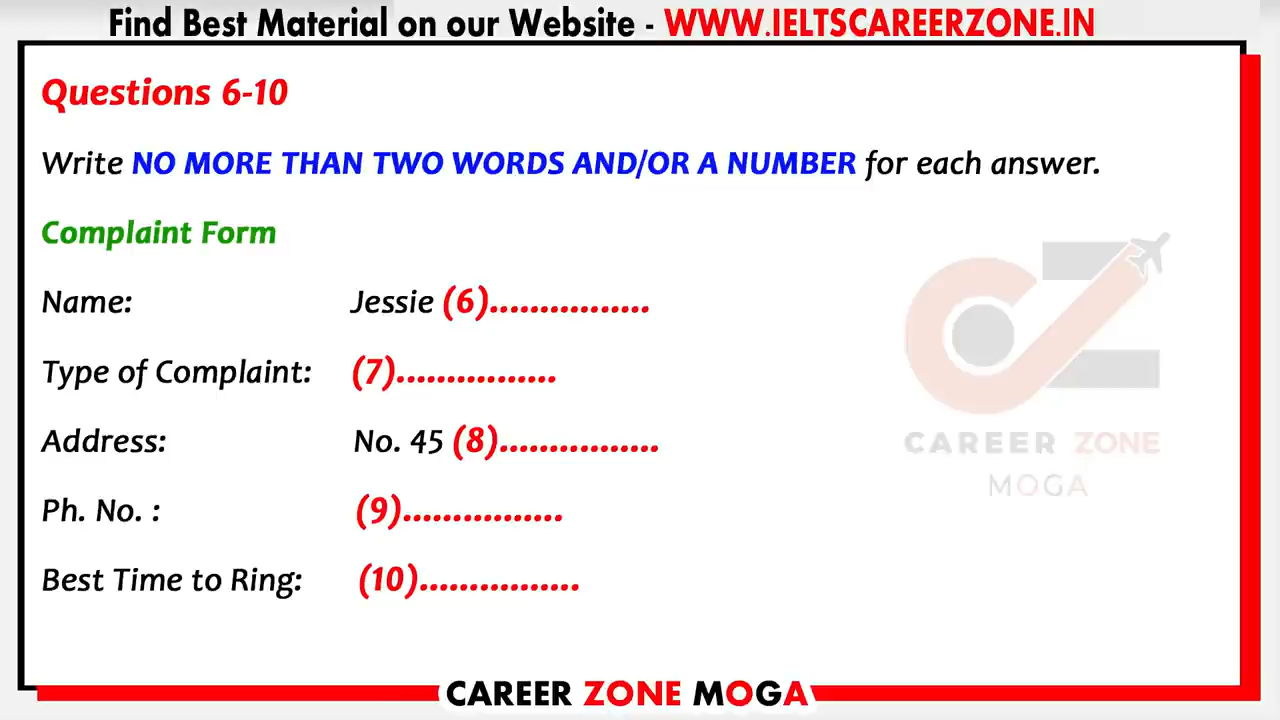 Find Best Material on our Website - WWW.IELTSCAREERZONE.IN
Questions 6-10
Write NO MORE THAN TWO WORDS AND/OR A NUMBER for each answer.
Complaint Form
Name: Jessie (6)................
Type of Complaint: (7)................
Address: No. 45 (8)................
Ph. No. : (9)................
Best Time to Ring: (10)................
CAREER ZONE
MOGA
CAREER ZONE MOGA